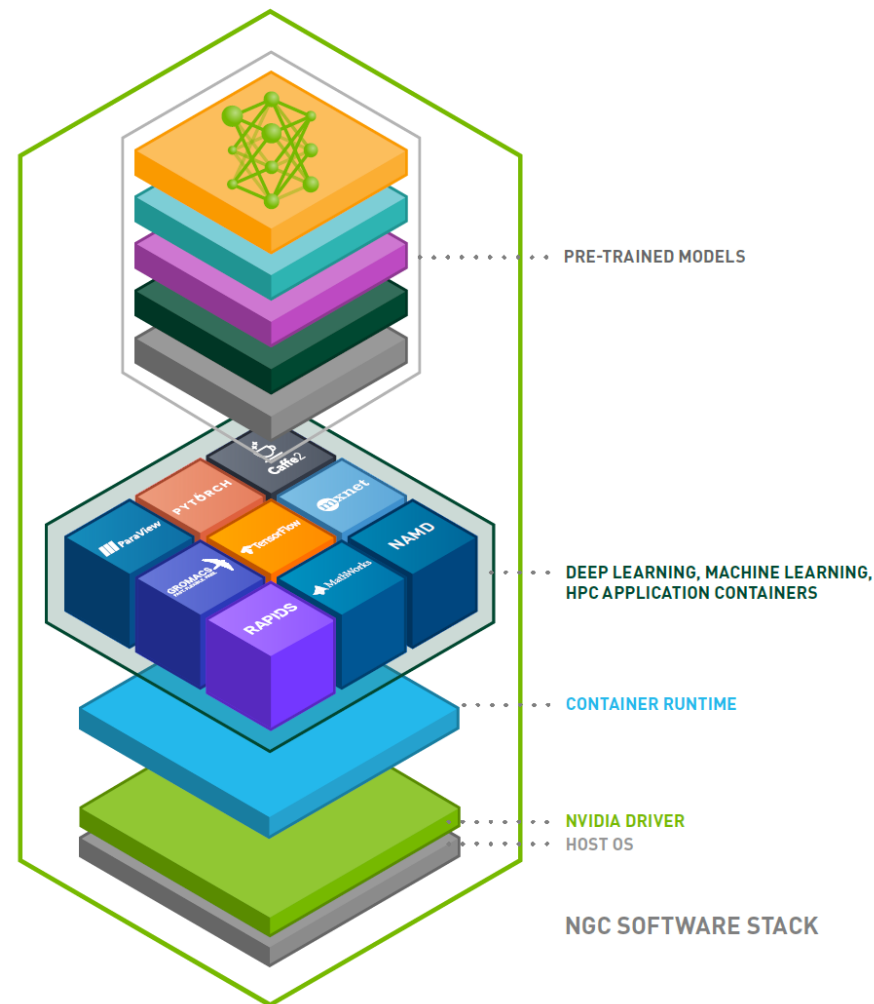 PRE-TRAINED MODELS
Caffe2
PYTORCH
mxnet
ParaView
TensorFlow
NAMD
GROMACS
MathWorks
RAPIDS
DEEP LEARNING, MACHINE LEARNING,
HPC APPLICATION CONTAINERS
CONTAINER RUNTIME
NVIDIA DRIVER
HOST OS
NGC SOFTWARE STACK